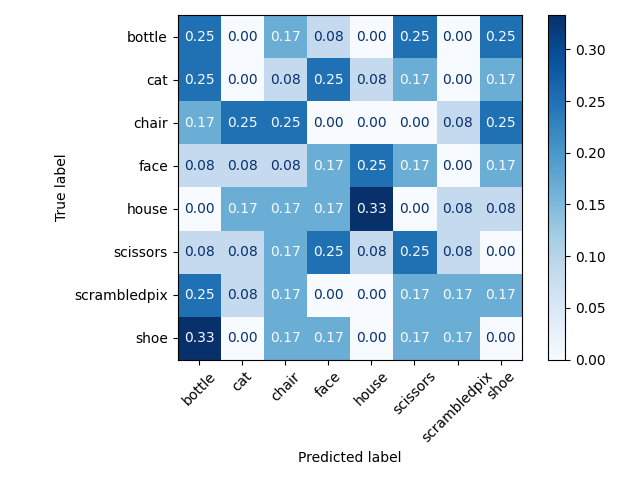 bottle 0.25 0.00 0.17 0.08 0.00 0.25 0.00 0.25
cat 0.25 0.00 0.08 0.25 0.08 0.17 0.00 0.17
chair 0.17 0.25 0.25 0.00 0.00 0.00 0.08 0.25
face 0.08 0.08 0.08 0.17 0.25 0.17 0.00 0.17
house 0.00 0.17 0.17 0.17 0.33 0.00 0.08 0.08
scissors 0.08 0.08 0.17 0.25 0.08 0.25 0.08 0.00
scrambledpix 0.25 0.08 0.17 0.00 0.00 0.17 0.17 0.17
shoe 0.33 0.00 0.17 0.17 0.00 0.17 0.17 0.00
True label
bottle cat chair face house scissors scrambledpix shoe
Predicted label
0.30
0.25
0.20
0.15
0.10
0.05
0.00